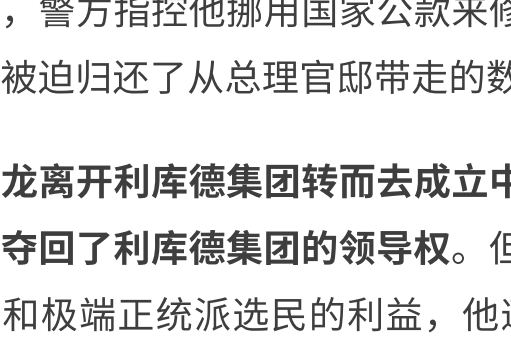 ，警方指控他挪用国家公款来修
被迫归还了从总理官邸带走的数
龙离开利库德集团转而去成立中
夺回了利库德集团的领导权。但
和极端正统派选民的利益，他